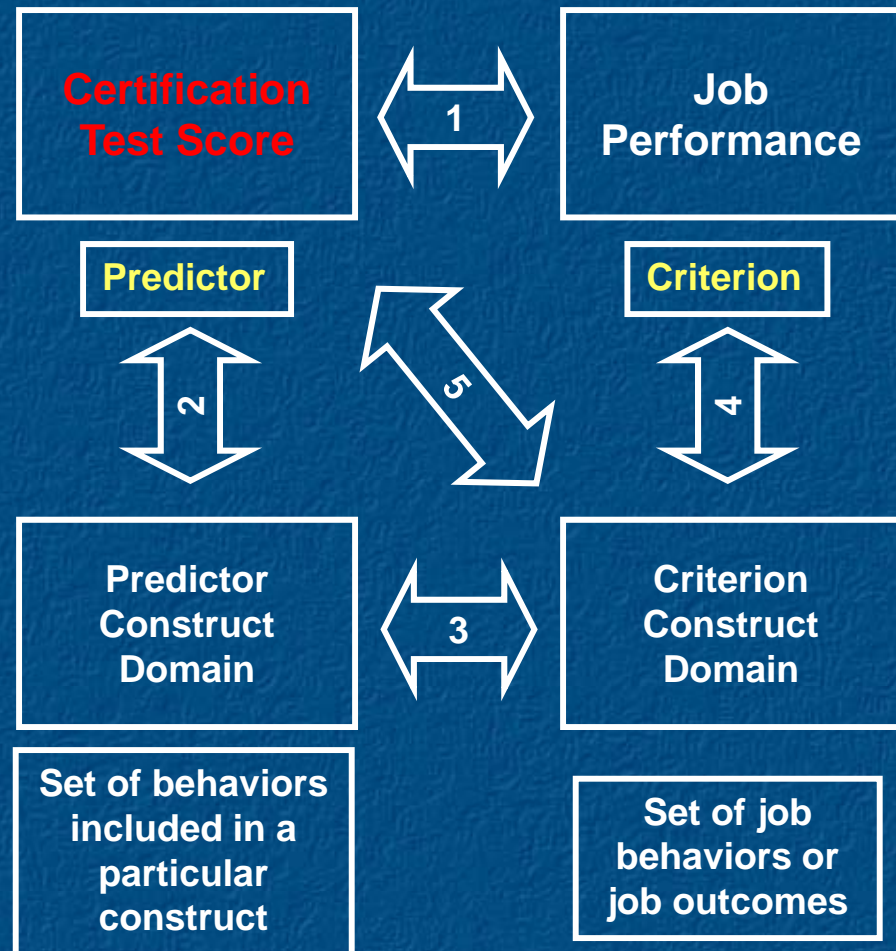 Certification
Test Score
1
Job
Performance
Predictor
Criterion
2
5
4
Predictor
Construct
Domain
3
Criterion
Construct
Domain
Set of behaviors
included in a
particular
construct
Set of job
behaviors or
job outcomes